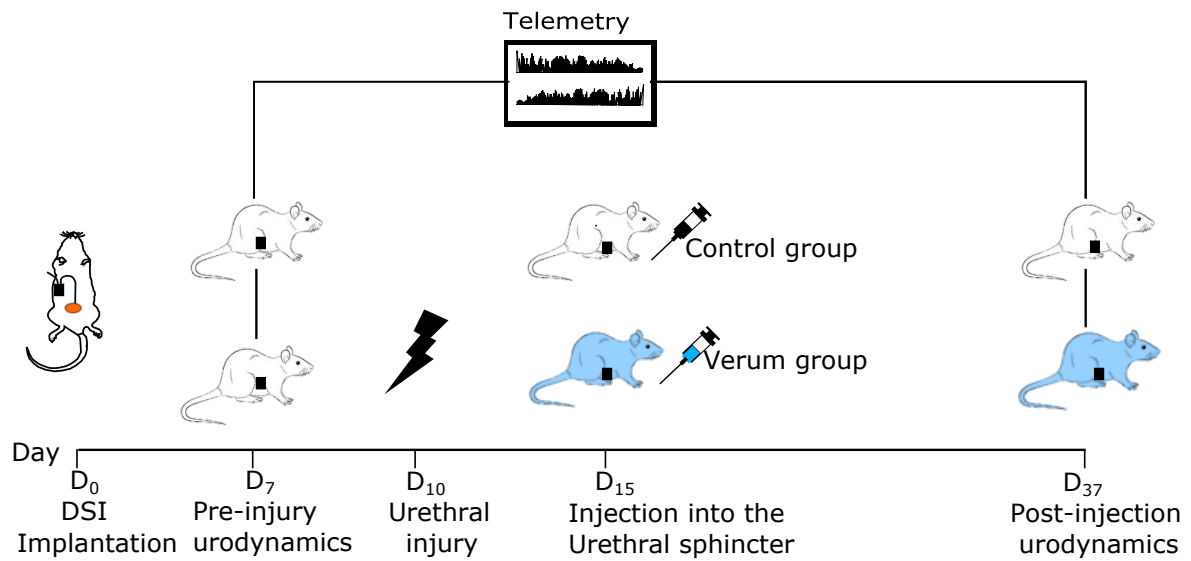 Telemetry
Control group
Verum group
Day
D0
DSI
Implantation
D7
Pre-injury
urodynamics
D10
Urethral
injury
D15
Injection into the
Urethral sphincter
D37
Post-injection
urodynamics